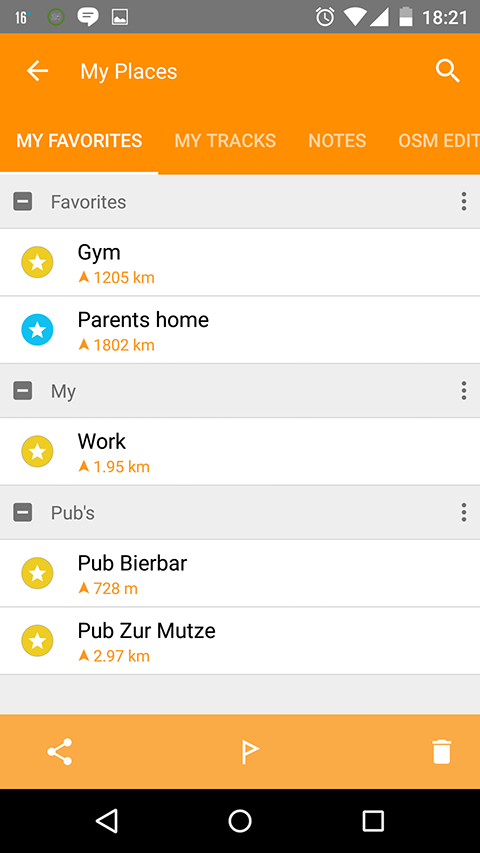 16° 18:21
My Places
MY FAVORITES MY TRACKS NOTES OSM EDIT
Favorites
Gym
1205 km
Parents home
1802 km
My
Work
1.95 km
Pub's
Pub Bierbar
728 m
Pub Zur Mutze
2.97 km